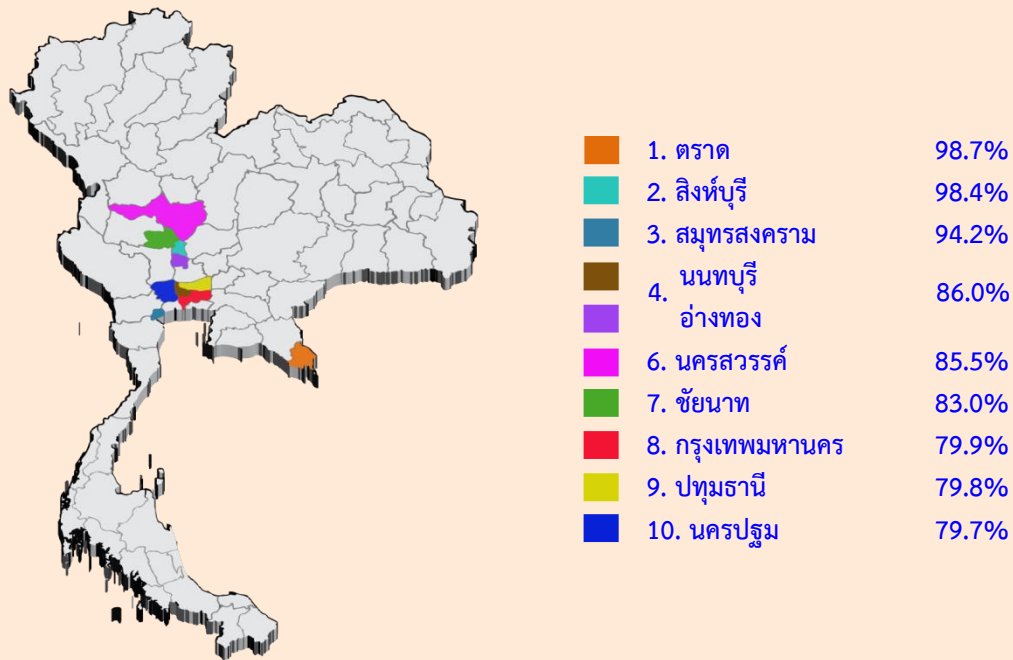 1. ตราด 98.7%
2. สิงห์บุรี 98.4%
3. สมุทรสงคราม 94.2%
4. นนทบุรี 86.0%
อ่างทอง
6. นครสวรรค์ 85.5%
7. ชัยนาท 83.0%
8. กรุงเทพมหานคร 79.9%
9. ปทุมธานี 79.8%
10. นครปฐม 79.7%